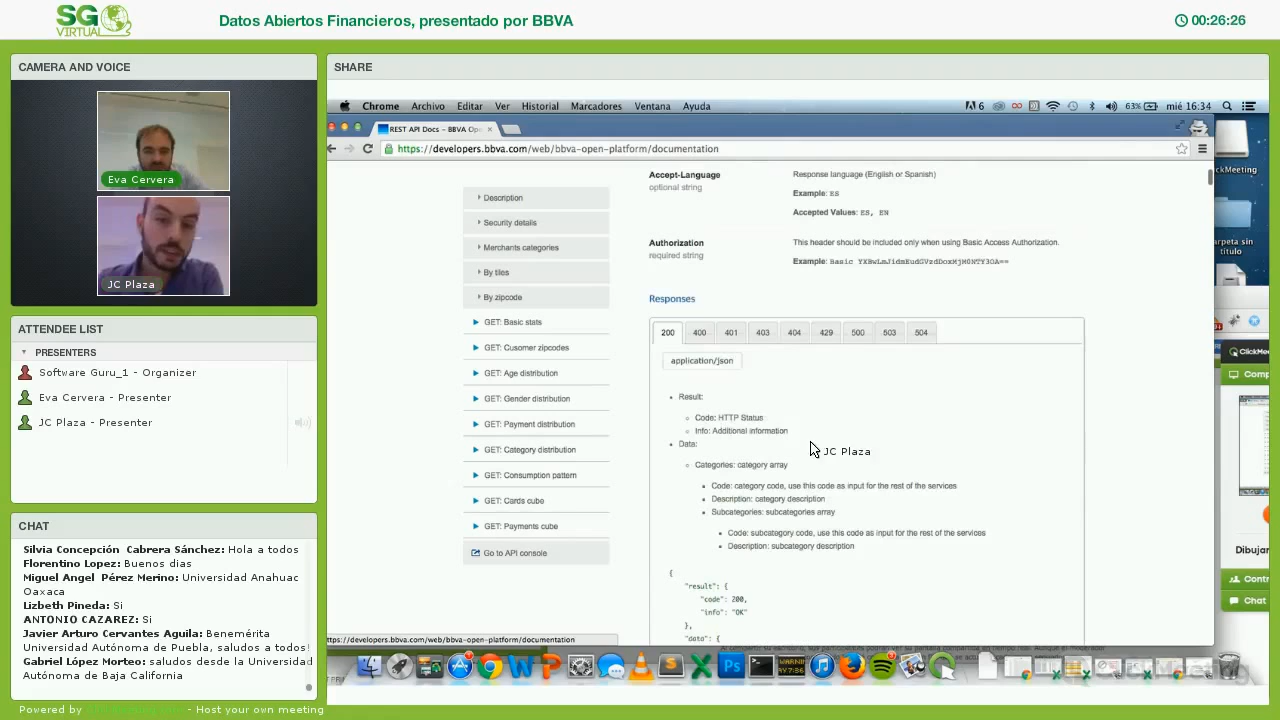 SG
VIRTUAL
Datos Abiertos Financieros, presentado por BBVA
00:26:26
CAMERA AND VOICE
Eva Cervera
JC Plaza
ATTENDEE LIST
PRESENTERS
Software Guru_1 - Organizer
Eva Cervera - Presenter
JC Plaza - Presenter
CHAT
Silvia Concepción Cabrera Sánchez: Hola a todos
Florentino Lopez: Buenos dias
Miguel Angel Pérez Merino: Universidad Anahuac
Oaxaca
Lizbeth Pineda: Si
ANTONIO CAZAREZ: Si
Javier Arturo Cervantes Aguila: Benemérita
Universidad Autónoma de Puebla, saludos a todos!
Gabriel López Morteo: saludos desde la Universidad
Autónoma de Baja California
Powered by - Host your own meeting
SHARE
Chrome Archivo Editar Ver Historial Marcadores Ventana Ayuda
6 63% mié 16:34
REST API Docs – BBVA Op
https://developers.bbva.com/web/bbva-open-platform/documentation
Description
Security details
Merchants categories
By tiles
By zipcode
GET: Basic stats
GET: Cusomer zipcodes
GET: Age distribution
GET: Gender distribution
GET: Payment distribution
GET: Category distribution
GET: Consumption pattern
GET: Cards cube
GET: Payments cube
Go to API console
Accept-Language Response language (English or Spanish)
optional string
Example: ES
Accepted Values: ES, EN
Authorization This header should be included only when using Basic Access Authorization.
required string
Example: Basic
Responses
200 400 401 403 404 429 500 503 504
application/json
Result:
Code: HTTP Status
Info: Additional information
Data:
JC Plaza
Categories: category array
Code: category code, use this code as input for the rest of the services
Description: category description
Subcategories: subcategories array
Code: subcategory code, use this code as input for the rest of the services
Description: subcategory description
{
"result": {
"code": 200,
"info": "OK"
},
"data": {
https://developers.bbva.com/web/bbva-open-platform/documentation
ckMeeting
arpeta sin
título
ClickMe
Comp
Dibujar
Contr
Chat